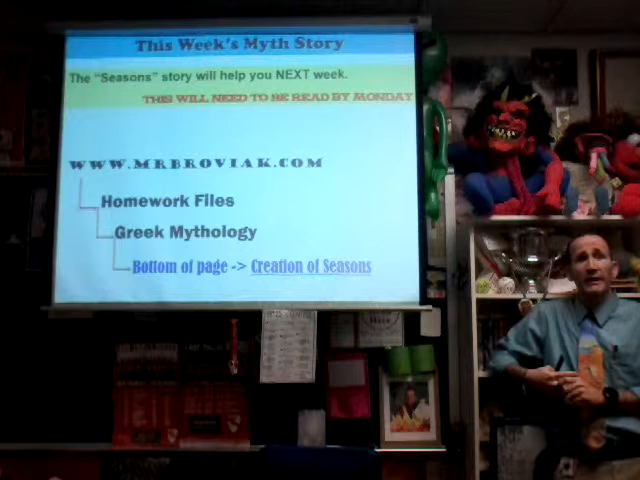 This Week's Myth Story
The "Seasons" story will help you NEXT week.
THIS WILL NEED TO BE READ BY MONDAY
WWW.MRBROVIAK.COM
Homework Files
Greek Mythology
Bottom of page -> Creation of Seasons